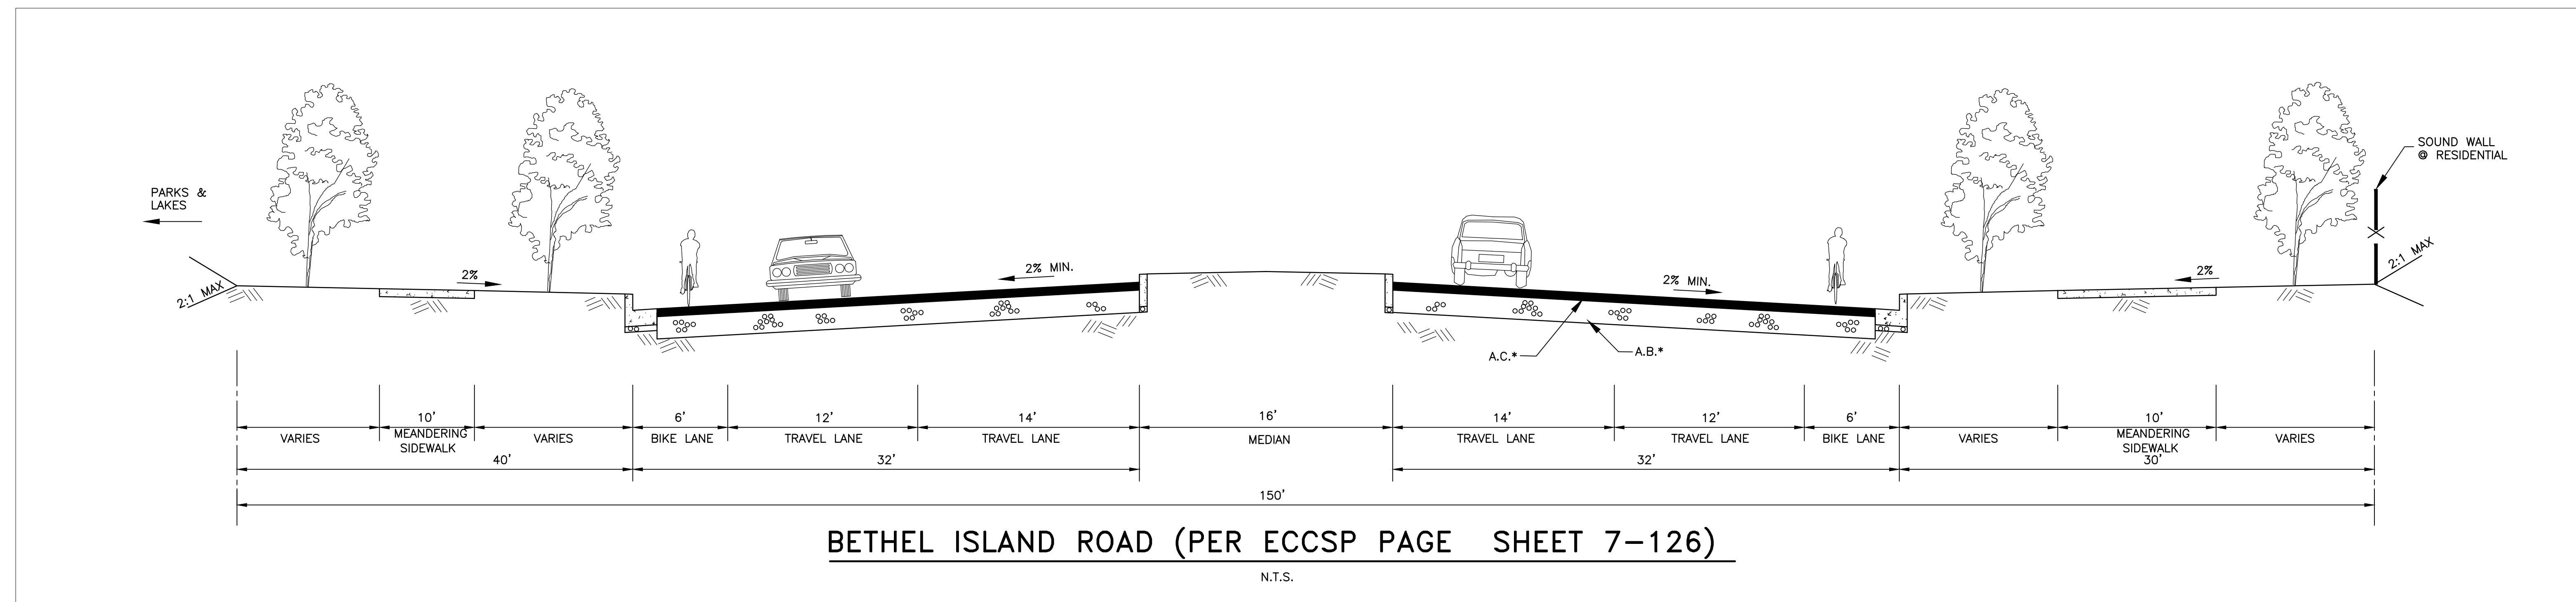 PARKS &
LAKES
2:1 MAX
2%
2% MIN.
2% MIN.
A.C.*
A.B.*
2%
SOUND WALL
@ RESIDENTIAL
2:1 MAX
10' 6' 12' 14' 16' 14' 12' 6' 10'
VARIES MEANDERING VARIES BIKE LANE TRAVEL LANE TRAVEL LANE MEDIAN TRAVEL LANE TRAVEL LANE BIKE LANE VARIES MEANDERING VARIES
SIDEWALK SIDEWALK
40' 32' 32' 30'
150'
BETHEL ISLAND ROAD (PER ECCSP PAGE SHEET 7-126)
N.T.S.